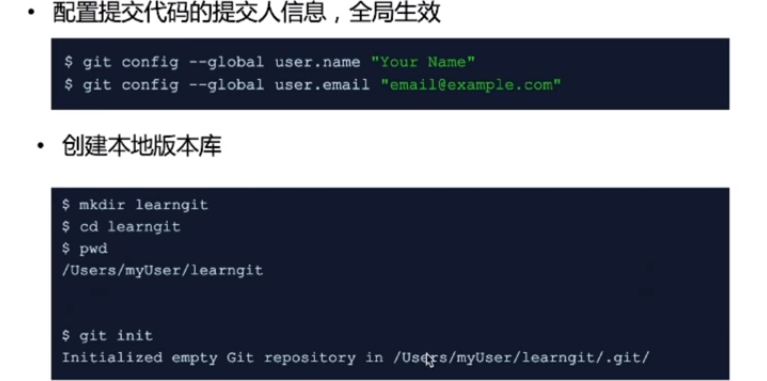 • 配置提交代码的提交人信息，全局生效
$ git config --global user.name "Your Name"
$ git config --global user.email "email@example.com"
• 创建本地版本库
$ mkdir learngit
$ cd learngit
$ pwd
/Users/myUser/learngit
$ git init
Initialized empty Git repository in /Users/myUser/learngit/.git/